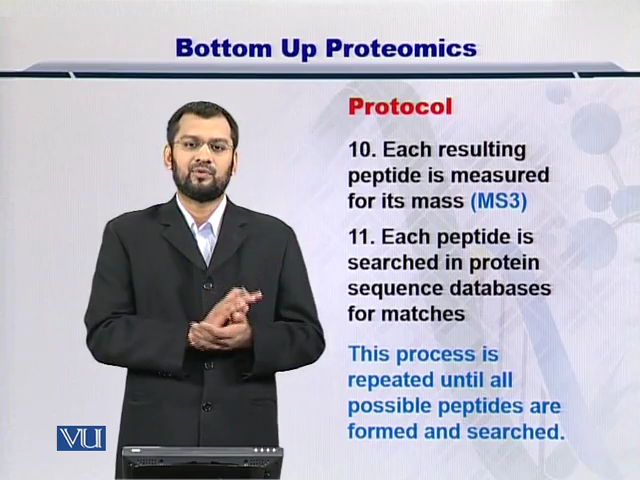 Bottom Up Proteomics
Protocol
10. Each resulting
peptide is measured
for its mass (MS3)
11. Each peptide is
searched in protein
sequence databases
for matches
This process is
repeated until all
possible peptides are
formed and searched.
VU